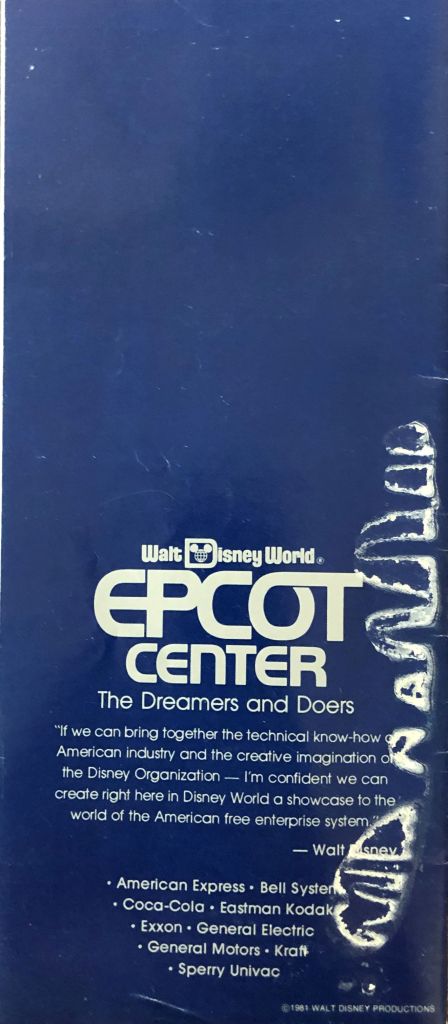 Walt Disney World®
EPCOT
CENTER
The Dreamers and Doers
"If we can bring together the technical know-how
American industry and the creative imagination of
the Disney Organization — I'm confident we can
create right here in Disney World a showcase to the
world of the American free enterprise system."
— Walt Disney
• American Express • Bell System
• Coca-Cola • Eastman Kodak
• Exxon • General Electric
• General Motors • Kraft
• Sperry Univac
©1981 WALT DISNEY PRODUCTIONS